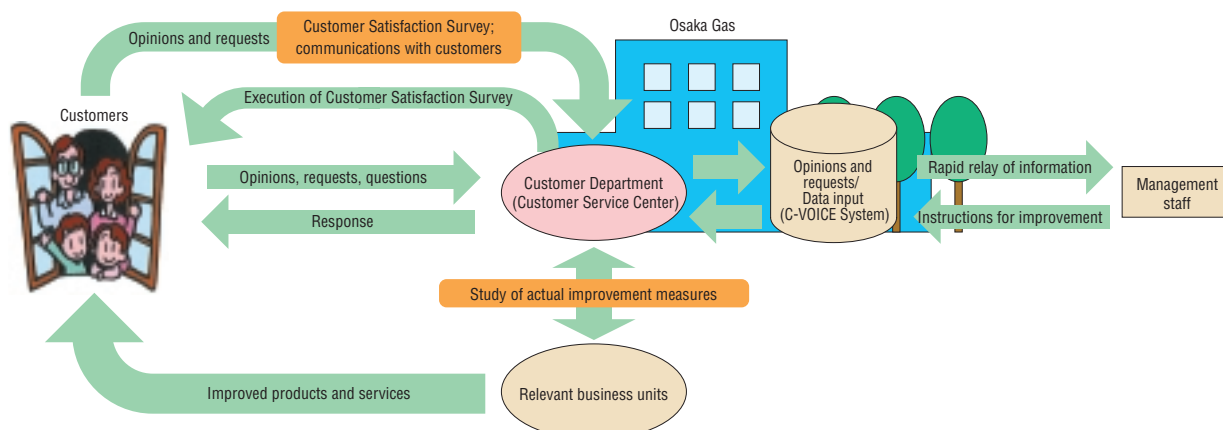 Opinions and requests
Customer Satisfaction Survey;
communications with customers
Osaka Gas
Execution of Customer Satisfaction Survey
Customers
Opinions, requests, questions
Response
Customer Department
(Customer Service Center)
Opinions and
requests/
Data input
(C-VOICE System)
Rapid relay of information
Instructions for improvement
Management
staff
Study of actual improvement measures
Improved products and services
Relevant business units